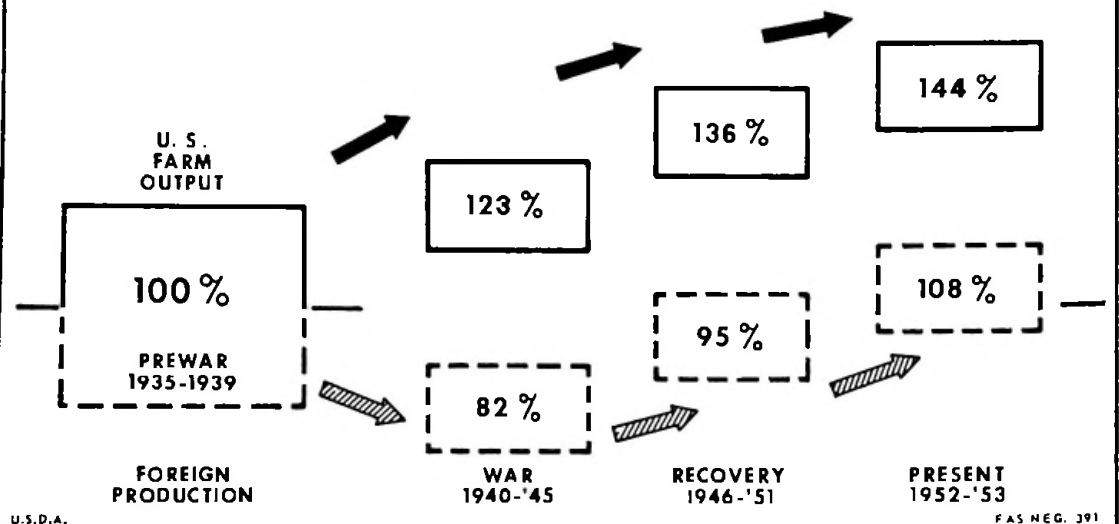 U. S.
FARM
OUTPUT
100 %
PREWAR
1935-1939
FOREIGN
PRODUCTION
123 %
82 %
WAR
1940-'45
136 %
95 %
RECOVERY
1946-'51
144 %
108 %
PRESENT
1952-'53
U.S.D.A.
FAS NEG. 391